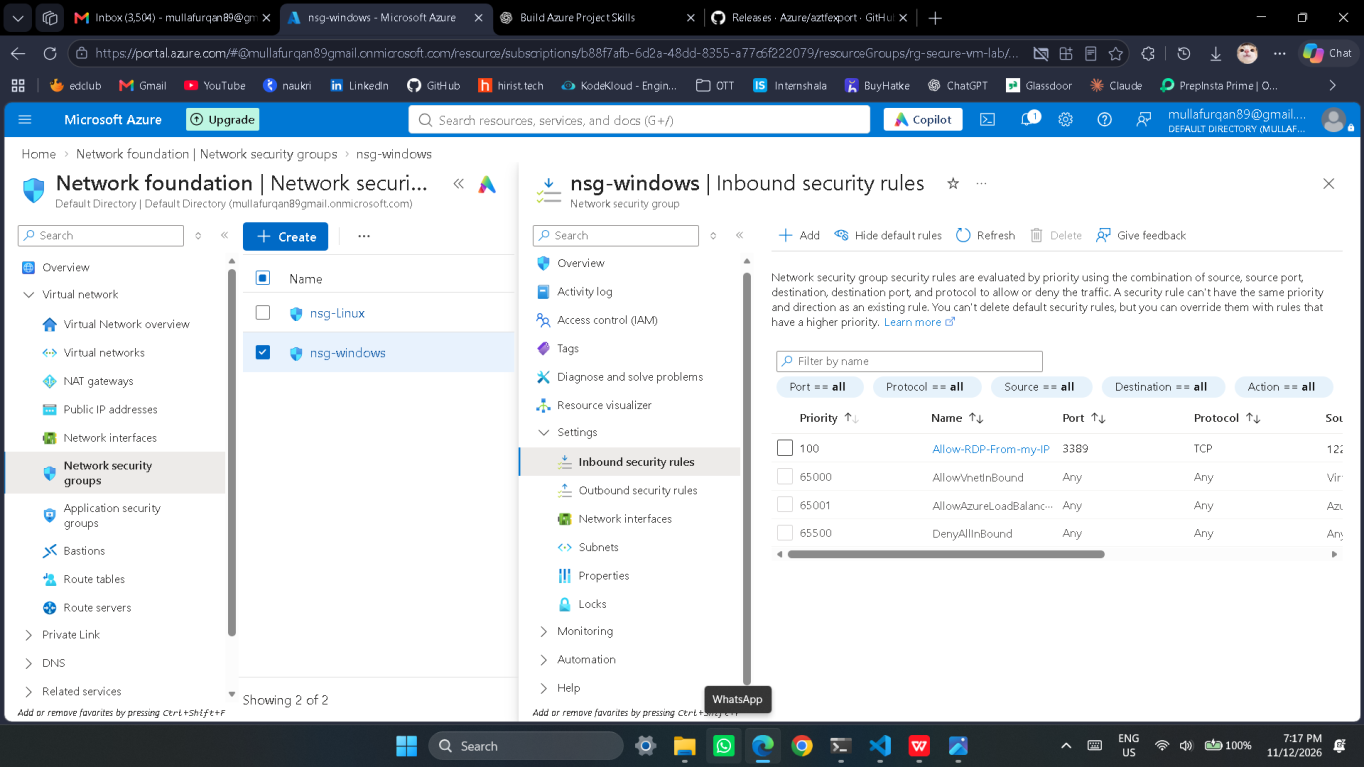 Inbox (3,504) - mullafurqan89@gm
nsg-windows - Microsoft Azure
Build Azure Project Skills
Releases · Azure/aztfexport · GitHu
https://portal.azure.com/#@mullafurqan89gmail.onmicrosoft.com/resource/subscriptions/b88f7afb-6d2a-48dd-8355-a77c6f222079/resourceGroups/rg-secure-vm-lab/...
Chat
edclub
Gmail
YouTube
naukri
LinkedIn
GitHub
hirist.tech
KodeKloud - Engin...
OTT
Internshala
BuyHatke
ChatGPT
Glassdoor
Claude
PrepInsta Prime | O...
Microsoft Azure
Upgrade
Search resources, services, and docs (G+/)
Copilot
1
mullafurqan89@gmail....
DEFAULT DIRECTORY (MULLAF...
Home > Network foundation | Network security groups > nsg-windows
Network foundation | Network securi...
Default Directory | Default Directory (mullafurqan89gmail.onmicrosoft.com)
Search
Overview
Virtual network
Virtual Network overview
Virtual networks
NAT gateways
Public IP addresses
Network interfaces
Network security
groups
Application security
groups
Bastions
Route tables
Route servers
Private Link
DNS
Related services
Add or remove favorites by pressing Ctrl+Shift+F
Create
...
Name
nsg-Linux
nsg-windows
Showing 2 of 2
nsg-windows | Inbound security rules
Network security group
Search
Overview
Activity log
Access control (IAM)
Tags
Diagnose and solve problems
Resource visualizer
Settings
Inbound security rules
Outbound security rules
Network interfaces
Subnets
Properties
Locks
Monitoring
Automation
Help
Add or remove favorites by pressing Ctrl+Shift+F
WhatsApp
Add
Hide default rules
Refresh
Delete
Give feedback
Network security group security rules are evaluated by priority using the combination of source, source port,
destination, destination port, and protocol to allow or deny the traffic. A security rule can't have the same priority
and direction as an existing rule. You can't delete default security rules, but you can override them with rules that
have a higher priority. Learn more
Filter by name
Port == all
Protocol == all
Source == all
Destination == all
Action == all
Priority Name Port Protocol Sou
100 Allow-RDP-From-my-IP 3389 TCP 122
65000 AllowVnetInBound Any Any Vir
65001 AllowAzureLoadBalanc... Any Any Azu
65500 DenyAllInBound Any Any Any
Search
ENG
US
100%
7:17 PM
11/12/2026